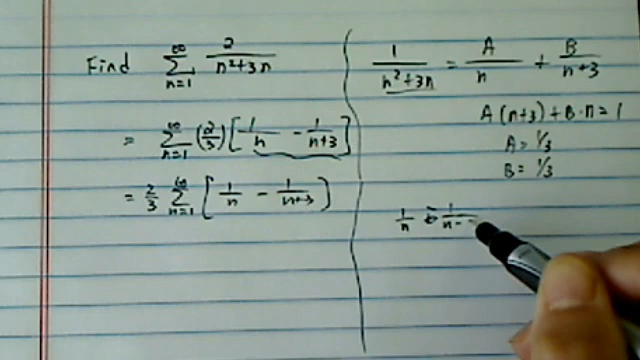 Find ∞ Σ n=1 2/(n²+3n)
= ∞ Σ n=1 (2/3) [ 1/n - 1/(n+3) ]
= 2/3 ∞ Σ n=1 [ 1/n - 1/(n+3) ]
1/(n²+3n) = A/n + B/(n+3)
A(n+3) + B·n = 1
A = 1/3
B = 1/3
1/n